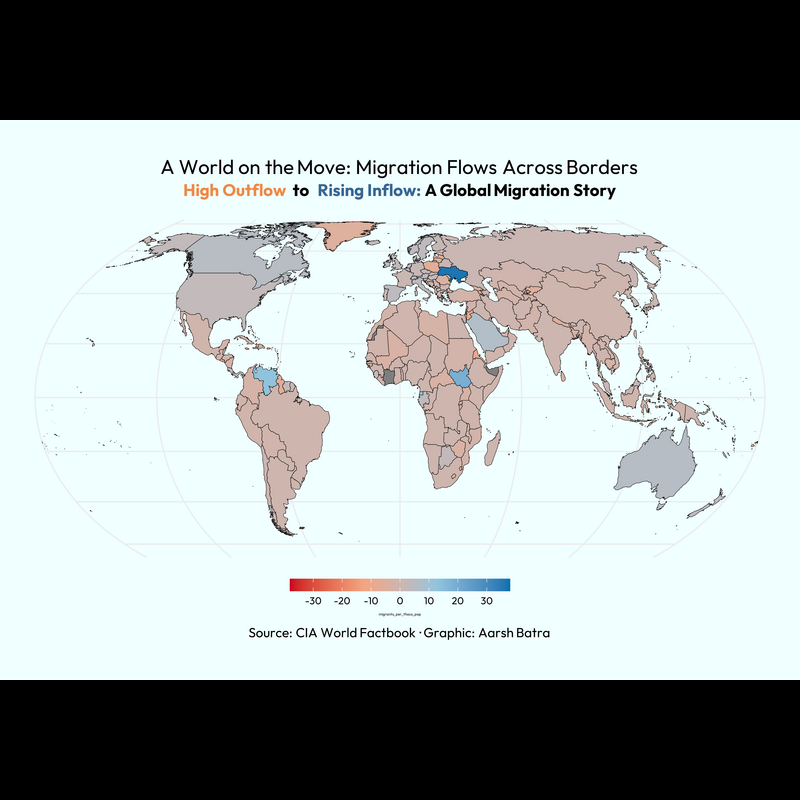 A World on the Move: Migration Flows Across Borders
High Outflow to Rising Inflow: A Global Migration Story
-30 -20 -10 0 10 20 30
migrants_per_thous_pop
Source: CIA World Factbook · Graphic: Aarsh Batra